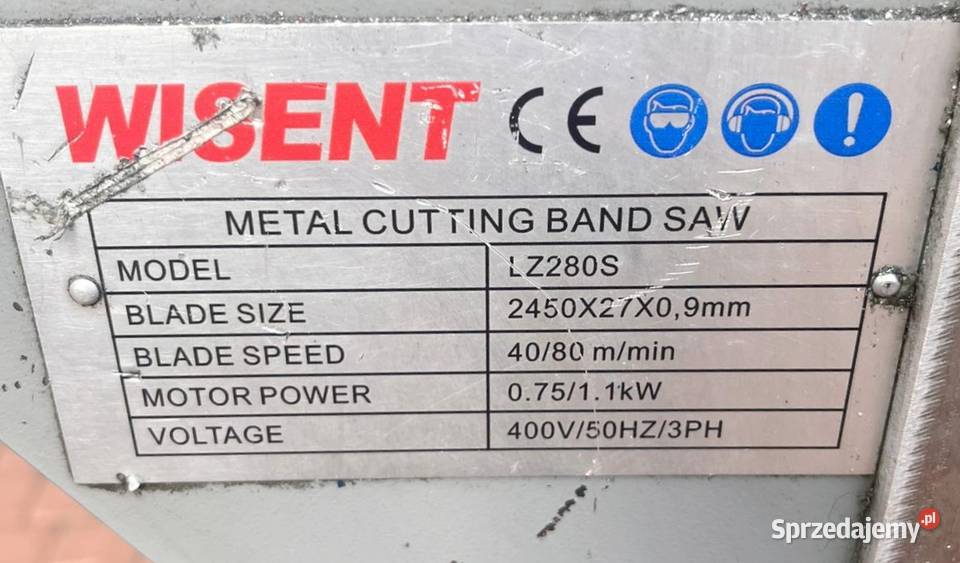 WISENT CE
METAL CUTTING BAND SAW
MODEL LZ280S
BLADE SIZE 2450X27X0,9mm
BLADE SPEED 40/80 m/min
MOTOR POWER 0.75/1.1kW
VOLTAGE 400V/50HZ/3PH
Sprzedajemy.pl